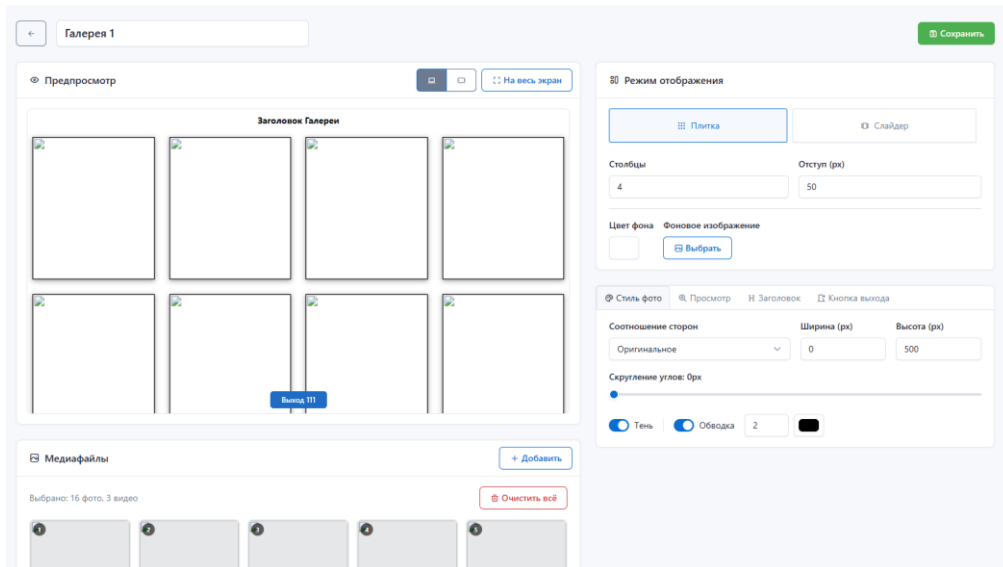 Галерея 1
Сохранить
Предпросмотр
На весь экран
Заголовок Галереи
Выход 111
Медиафайлы
+ Добавить
Выбрано: 16 фото, 3 видео
Очистить всё
1 2 3 4 5
Режим отображения
Плитка
Слайдер
Столбцы
Отступ (px)
4
50
Цвет фона
Фоновое изображение
Выбрать
Стиль фото
Просмотр
H Заголовок
Кнопка выхода
Соотношение сторон
Ширина (px)
Высота (px)
Оригинальное
0
500
Скругление углов: 0px
Тень
Обводка
2